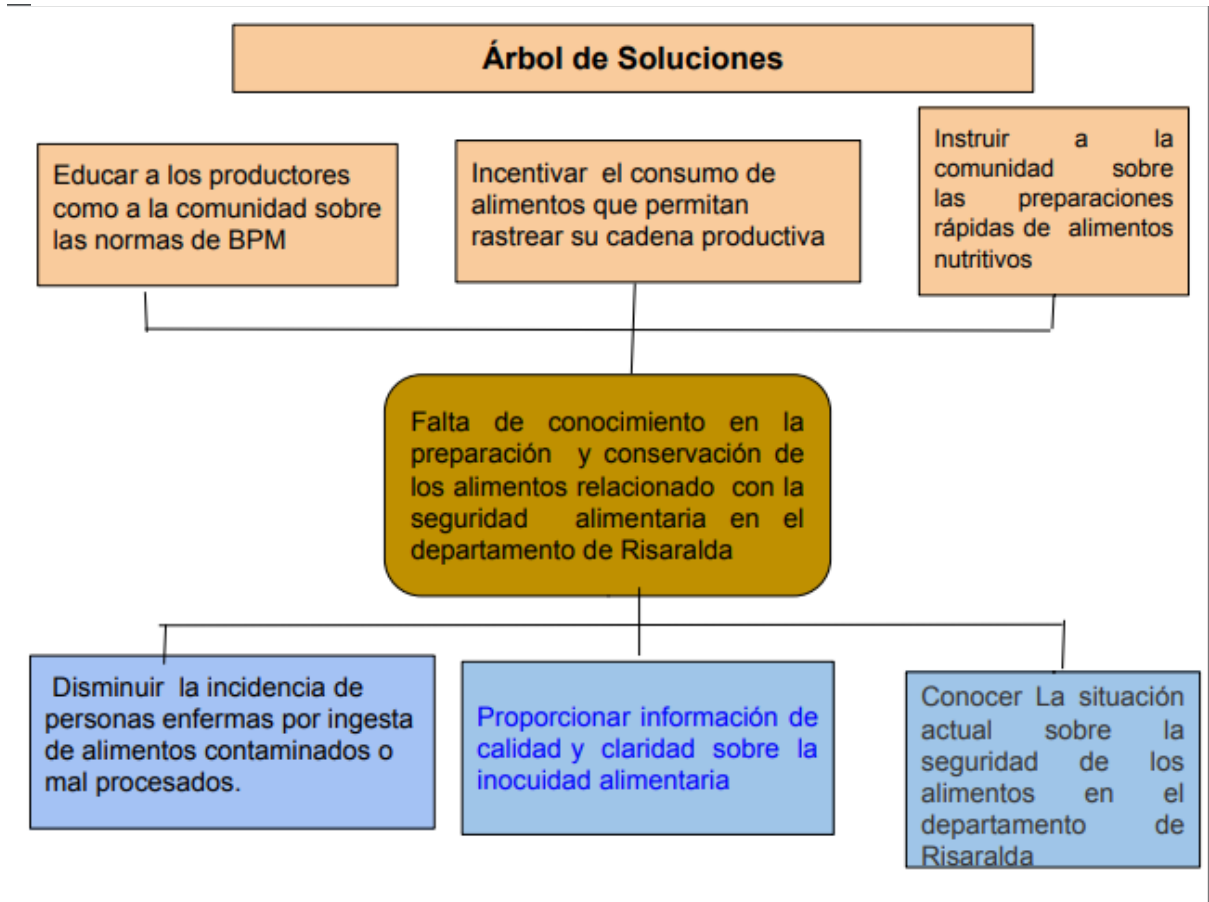 Árbol de Soluciones
Educar a los productores
como a la comunidad sobre
las normas de BPM
Incentivar el consumo de
alimentos que permitan
rastrear su cadena productiva
Instruir a la
comunidad sobre
las preparaciones
rápidas de alimentos
nutritivos
Falta de conocimiento en la
preparación y conservación de
los alimentos relacionado con la
seguridad alimentaria en el
departamento de Risaralda
Disminuir la incidencia de
personas enfermas por ingesta
de alimentos contaminados o
mal procesados.
Proporcionar información de
calidad y claridad sobre la
inocuidad alimentaria
Conocer La situación
actual sobre la
seguridad de los
alimentos en el
departamento de
Risaralda